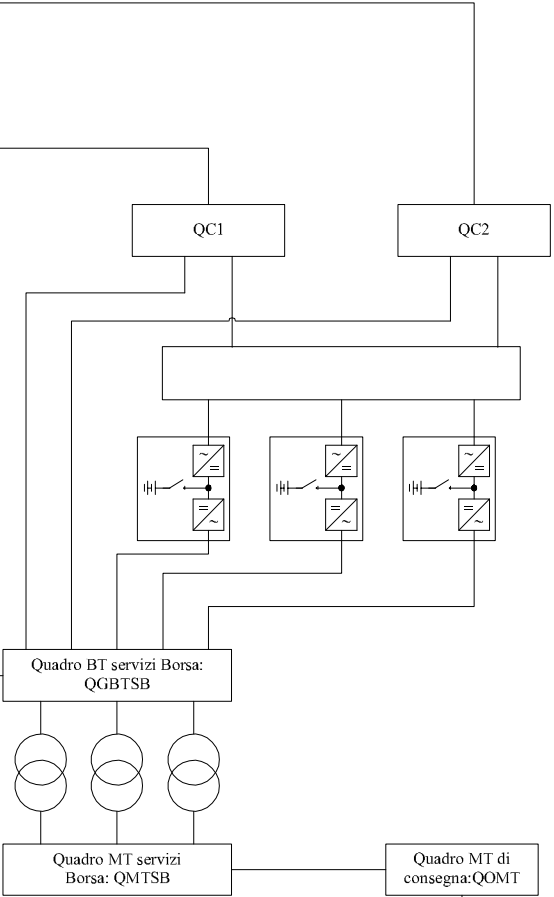 QC1
QC2
Quadro BT servizi Borsa:
QGBTSB
Quadro MT servizi
Borsa: QMTSB
Quadro MT di
consegna:QOMT